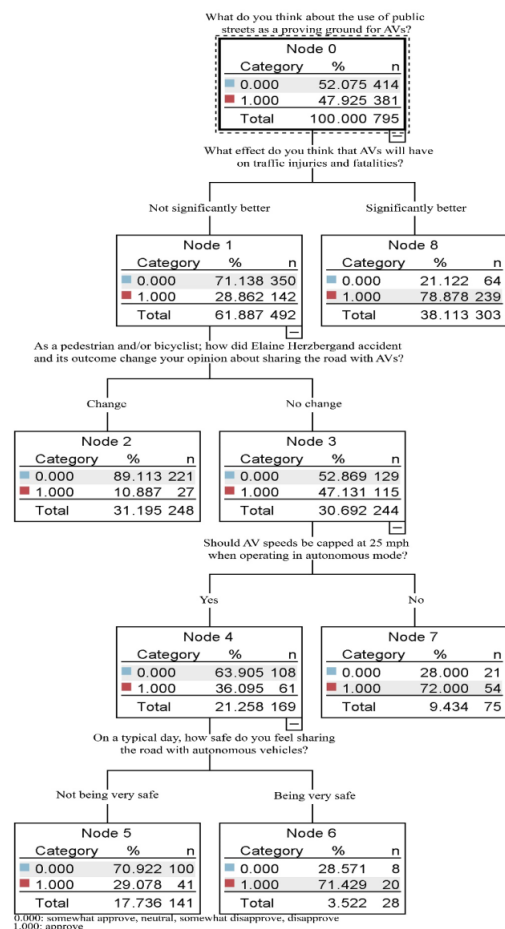 What do you think about the use of public
streets as a proving ground for AVs?
Node 0
Category % n
0.000 52.075 414
1.000 47.925 381
Total 100.000 795
What effect do you think that AVs will have
on traffic injuries and fatalities?
Not significantly better Significantly better
Node 1
Category % n
0.000 71.138 350
1.000 28.862 142
Total 61.887 492
Node 8
Category % n
0.000 21.122 64
1.000 78.878 239
Total 38.113 303
As a pedestrian and/or bicyclist; how did Elaine Herzbergand accident
and its outcome change your opinion about sharing the road with AVs?
Change No change
Node 2
Category % n
0.000 89.113 221
1.000 10.887 27
Total 31.195 248
Node 3
Category % n
0.000 52.869 129
1.000 47.131 115
Total 30.692 244
Should AV speeds be capped at 25 mph
when operating in autonomous mode?
Yes No
Node 4
Category % n
0.000 63.905 108
1.000 36.095 61
Total 21.258 169
Node 7
Category % n
0.000 28.000 21
1.000 72.000 54
Total 9.434 75
On a typical day, how safe do you feel sharing
the road with autonomous vehicles?
Not being very safe Being very safe
Node 5
Category % n
0.000 70.922 100
1.000 29.078 41
Total 17.736 141
Node 6
Category % n
0.000 28.571 8
1.000 71.429 20
Total 3.522 28
0.000: somewhat approve, neutral, somewhat disapprove, disapprove
1.000: approve